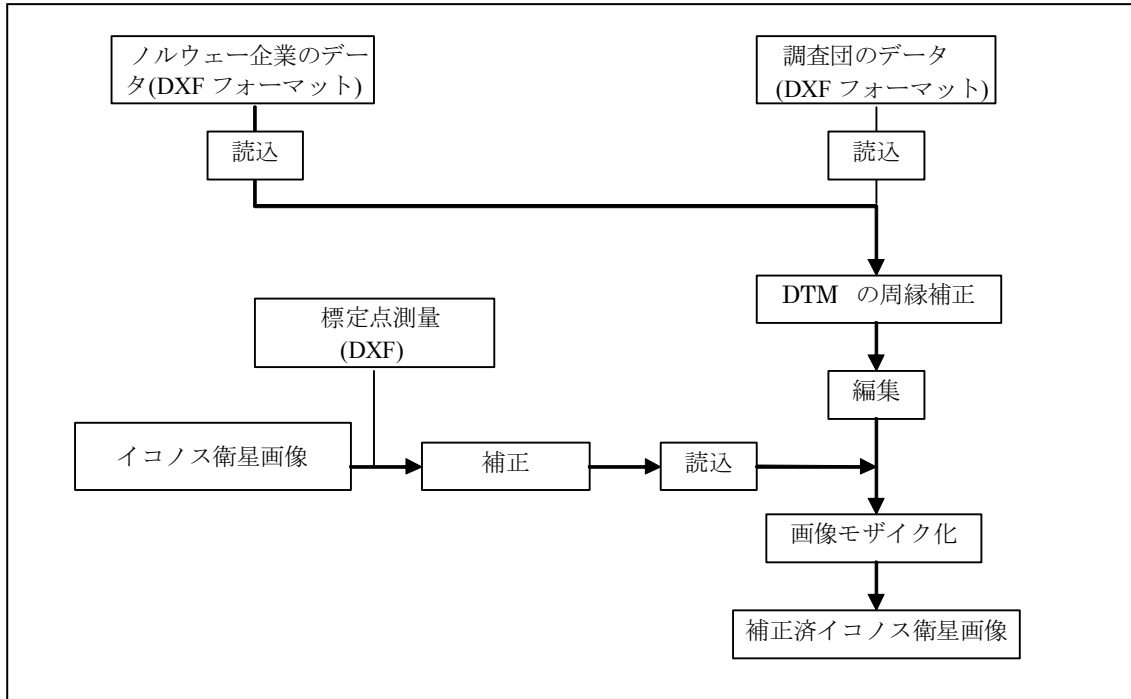 ノルウェー企業のデー
タ(DXF フォーマット)
調査団のデータ
(DXF フォーマット)
読込
読込
DTM の周縁補正
標定点測量
(DXF)
編集
イコノス衛星画像
補正
読込
画像モザイク化
補正済イコノス衛星画像